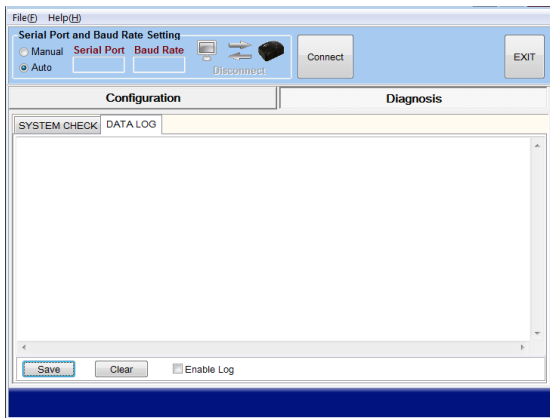 File(F) Help(H)
Serial Port and Baud Rate Setting
Manual Serial Port Baud Rate
Auto
Disconnect
Connect
EXIT
Configuration Diagnosis
SYSTEM CHECK DATA LOG
Save Clear Enable Log